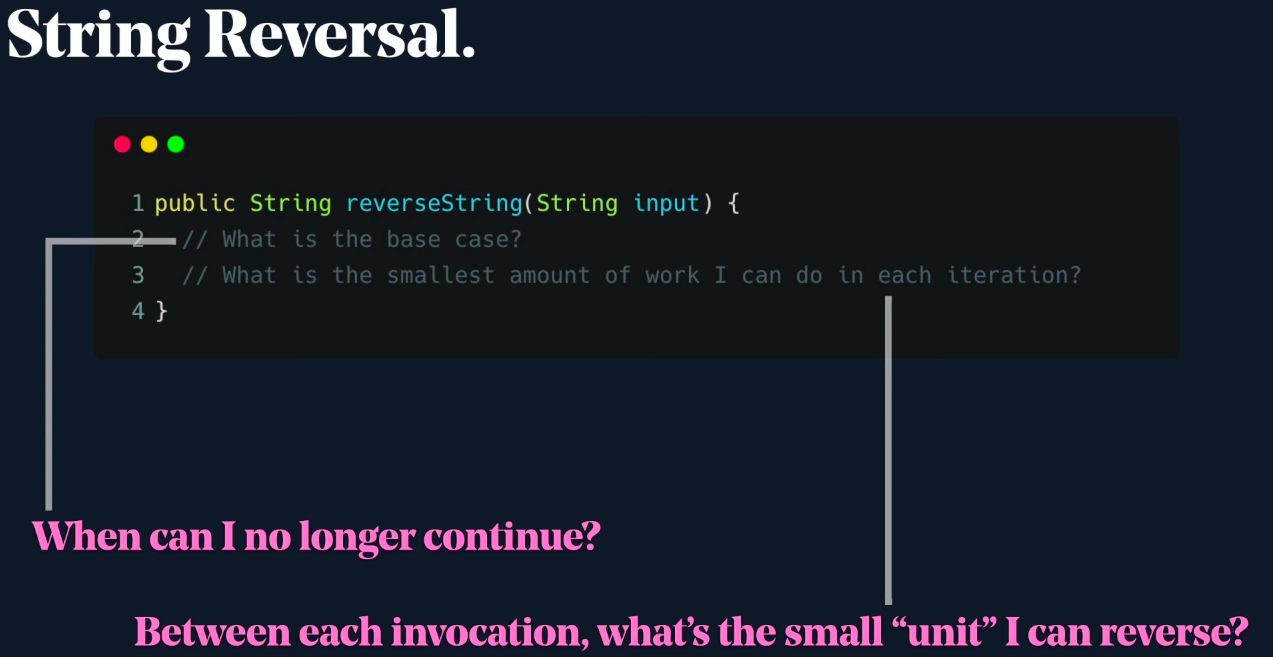 String Reversal.
1 public String reverseString(String input) {
2 // What is the base case?
3 // What is the smallest amount of work I can do in each iteration?
4 }
When can I no longer continue?
Between each invocation, what's the small “unit” I can reverse?